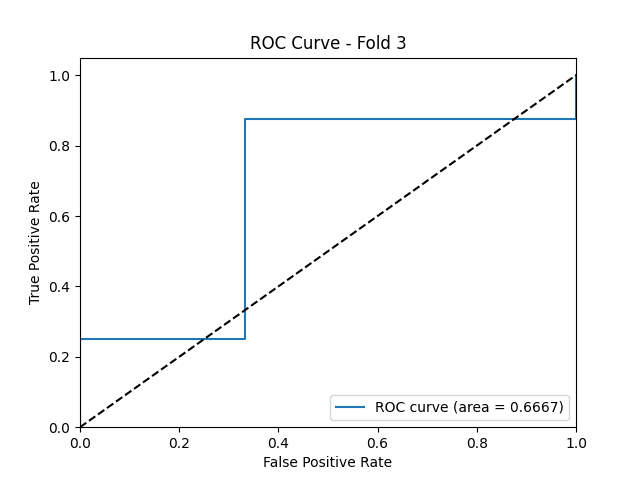 ROC Curve - Fold 3
True Positive Rate
1.0
0.8
0.6
0.4
0.2
0.0
ROC curve (area = 0.6667)
0.0 0.2 0.4 0.6 0.8 1.0
False Positive Rate